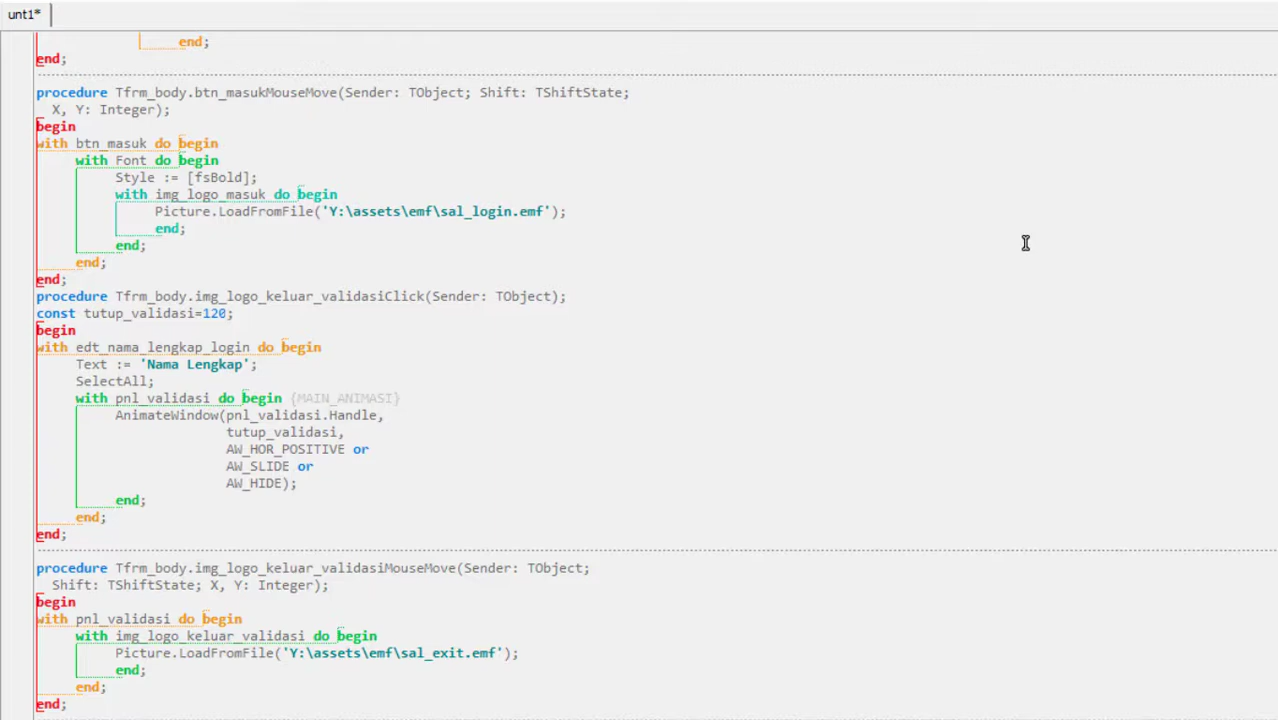 unt1*
end;
end;
procedure Tfrm_body.btn_masukMouseMove(Sender: TObject; Shift: TShiftState;
X, Y: Integer);
begin
with btn_masuk do begin
with Font do begin
Style := [fsBold];
with img_logo_masuk do begin
Picture.LoadFromFile('Y:\assets\emf\sal_login.emf');
end;
end;
end;
end;
procedure Tfrm_body.img_logo_keluar_validasiClick(Sender: TObject);
const tutup_validasi=120;
begin
with edt_nama_lengkap_login do begin
Text := 'Nama Lengkap';
SelectAll;
with pnl_validasi do begin {MAIN_ANIMASI}
AnimateWindow(pnl_validasi.Handle,
tutup_validasi,
AW_HOR_POSITIVE or
AW_SLIDE or
AW_HIDE);
end;
end;
end;
procedure Tfrm_body.img_logo_keluar_validasiMouseMove(Sender: TObject;
Shift: TShiftState; X, Y: Integer);
begin
with pnl_validasi do begin
with img_logo_keluar_validasi do begin
Picture.LoadFromFile('Y:\assets\emf\sal_exit.emf');
end;
end;
end;